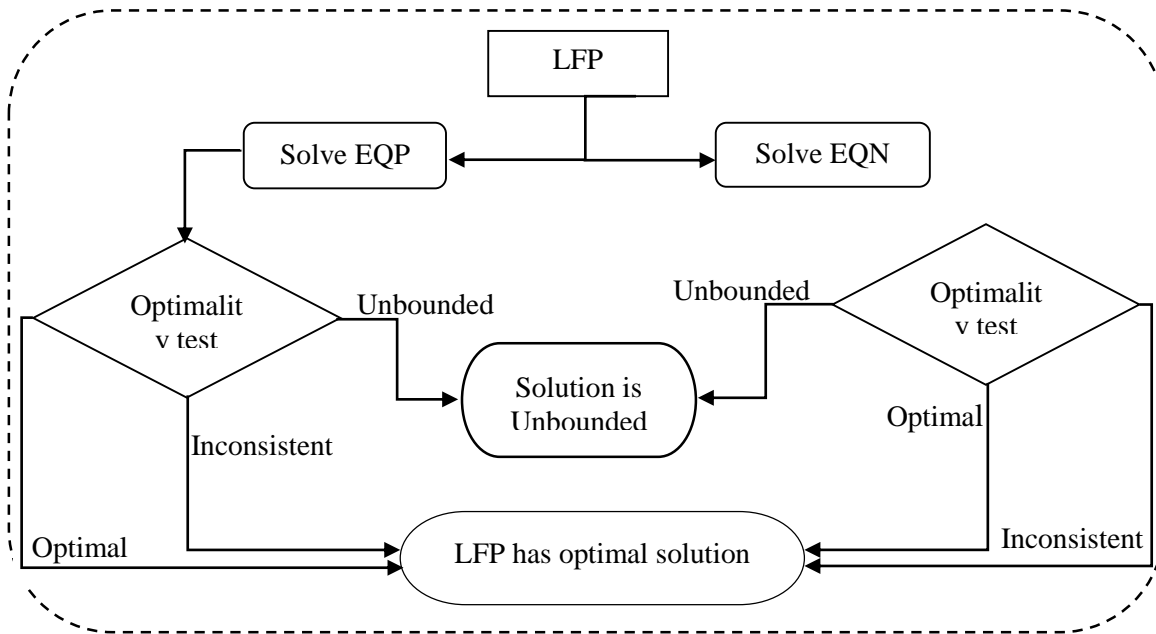 LFP
Solve EQP
Solve EQN
Optimalit
y test
Unbounded
Unbounded
Optimalit
y test
Solution is
Unbounded
Optimal
Inconsistent
Optimal
LFP has optimal solution
Inconsistent